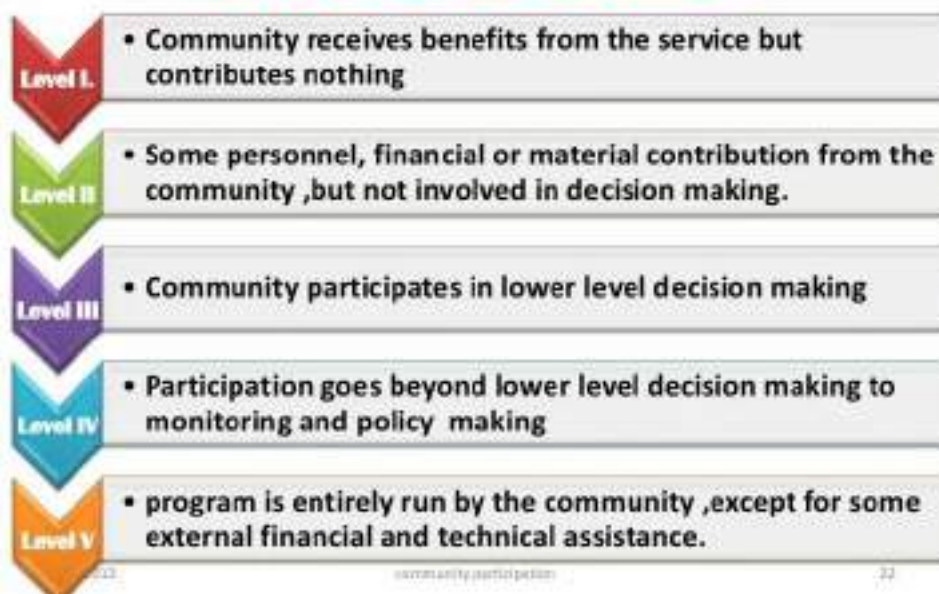 Level I.
• Community receives benefits from the service but
contributes nothing
Level II
• Some personnel, financial or material contribution from the
community ,but not involved in decision making.
Level III
• Community participates in lower level decision making
Level IV
• Participation goes beyond lower level decision making to
monitoring and policy making
Level V
• program is entirely run by the community ,except for some
external financial and technical assistance.
community participation
22